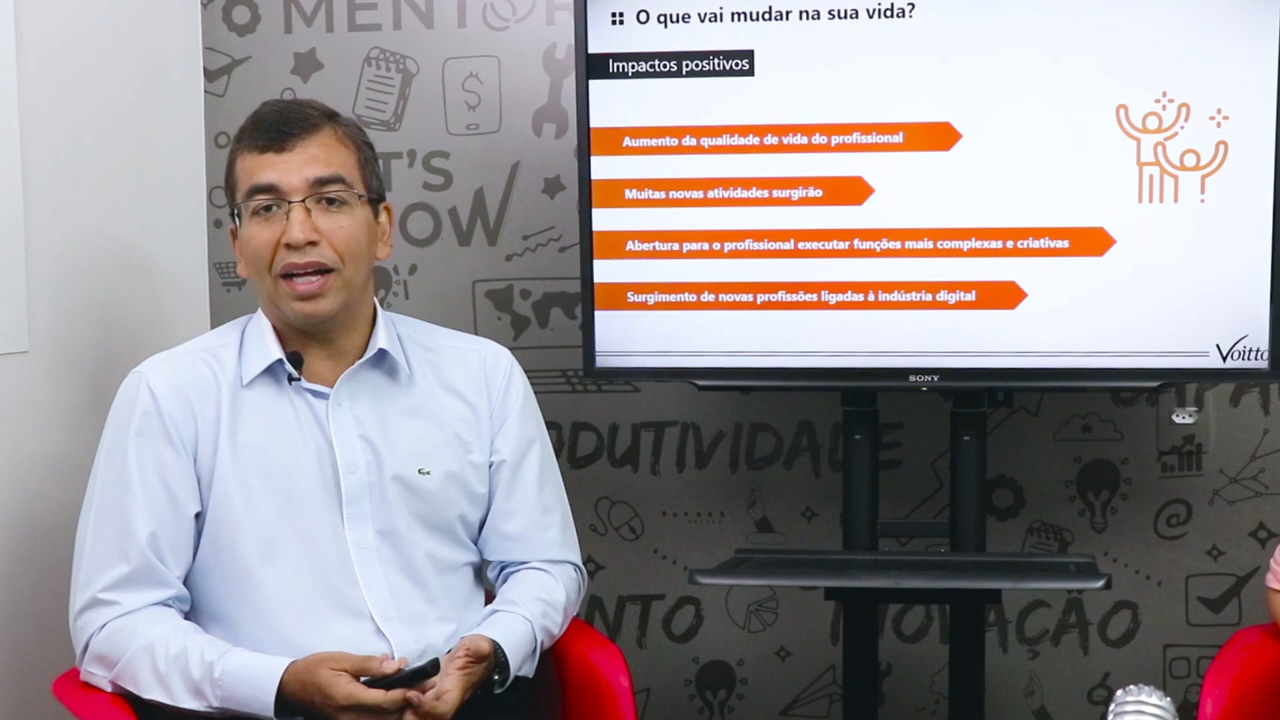 MENTOR
O que vai mudar na sua vida?
Impactos positivos
Aumento da qualidade de vida do profissional
Muitas novas atividades surgirão
Abertura para o profissional executar funções mais complexas e criativas
Surgimento de novas profissões ligadas à indústria digital
Voitto
SONY